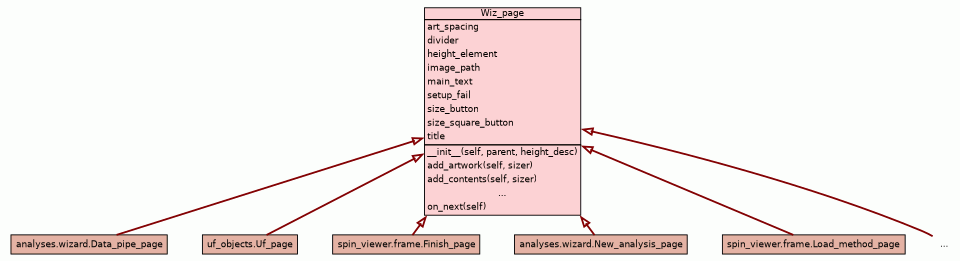 Wiz_page
art_spacing
divider
height_element
image_path
main_text
setup_fail
size_button
size_square_button
title
__init__(self, parent, height_desc)
add_artwork(self, sizer)
add_contents(self, sizer)
...
on_next(self)
analyses.wizard.Data_pipe_page
uf_objects.Uf_page
spin_viewer.frame.Finish_page
analyses.wizard.New_analysis_page
spin_viewer.frame.Load_method_page
...